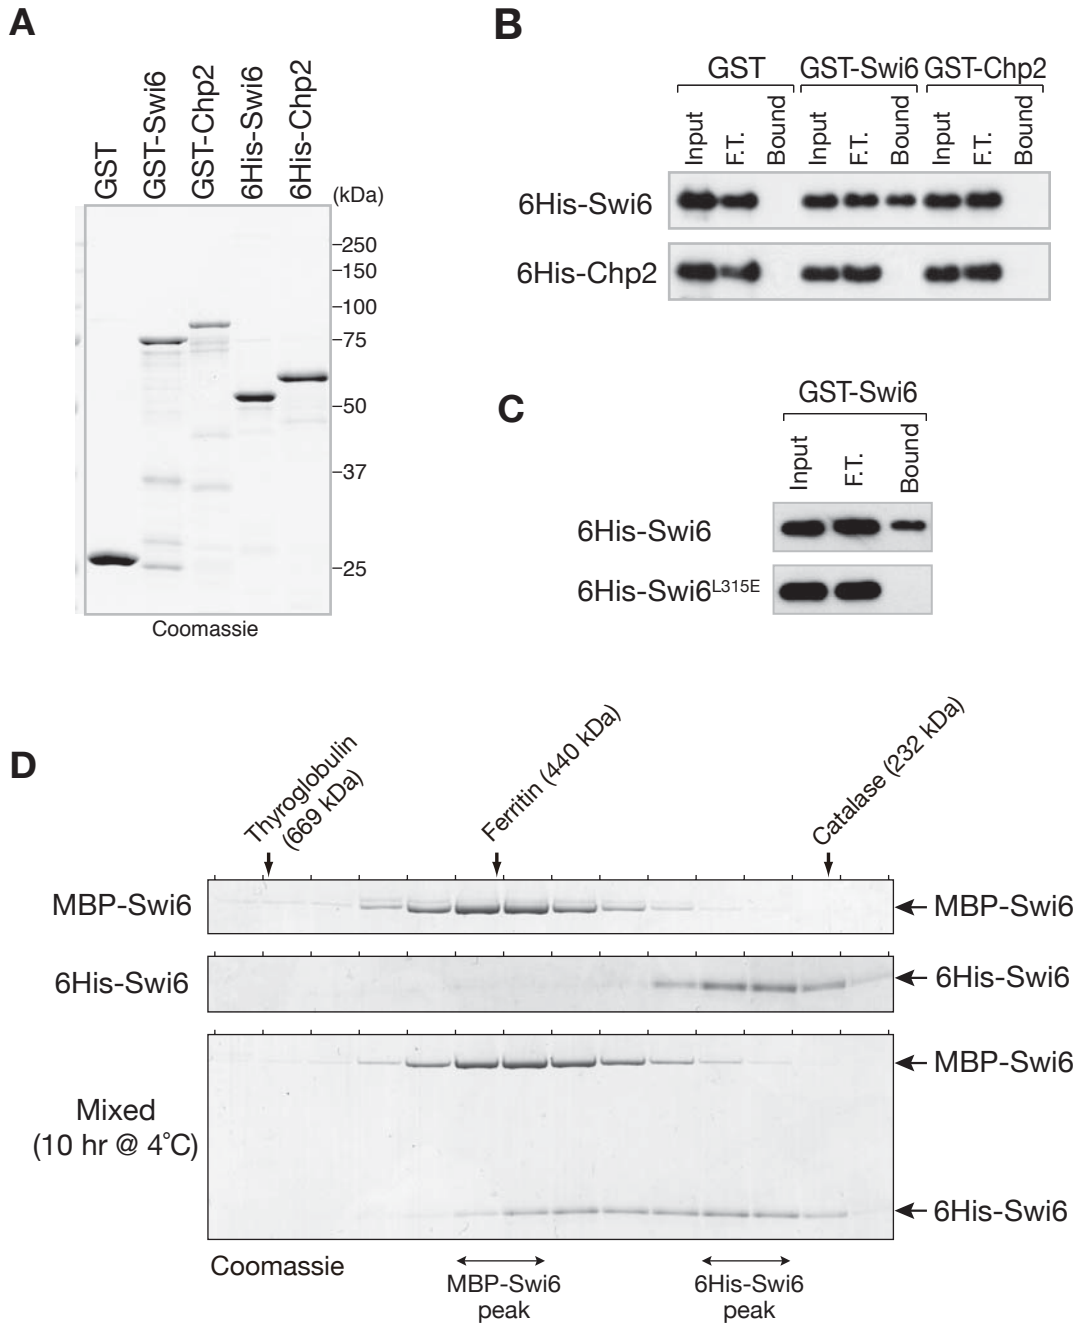 A
GST
GST-Swi6
GST-Chp2
6His-Swi6
6His-Chp2
(kDa)
250
150
100
75
50
37
25
Coomassie
B
GST
GST-Swi6
GST-Chp2
Input
F.T.
Bound
Input
F.T.
Bound
Input
F.T.
Bound
6His-Swi6
6His-Chp2
C
GST-Swi6
Input
F.T.
Bound
6His-Swi6
6His-Swi6L315E
D
Thyroglobulin
(669 kDa)
Ferritin (440 kDa)
Catalase (232 kDa)
MBP-Swi6
MBP-Swi6
6His-Swi6
6His-Swi6
MBP-Swi6
Mixed
(10 hr @ 4°C)
6His-Swi6
Coomassie
MBP-Swi6
peak
6His-Swi6
peak